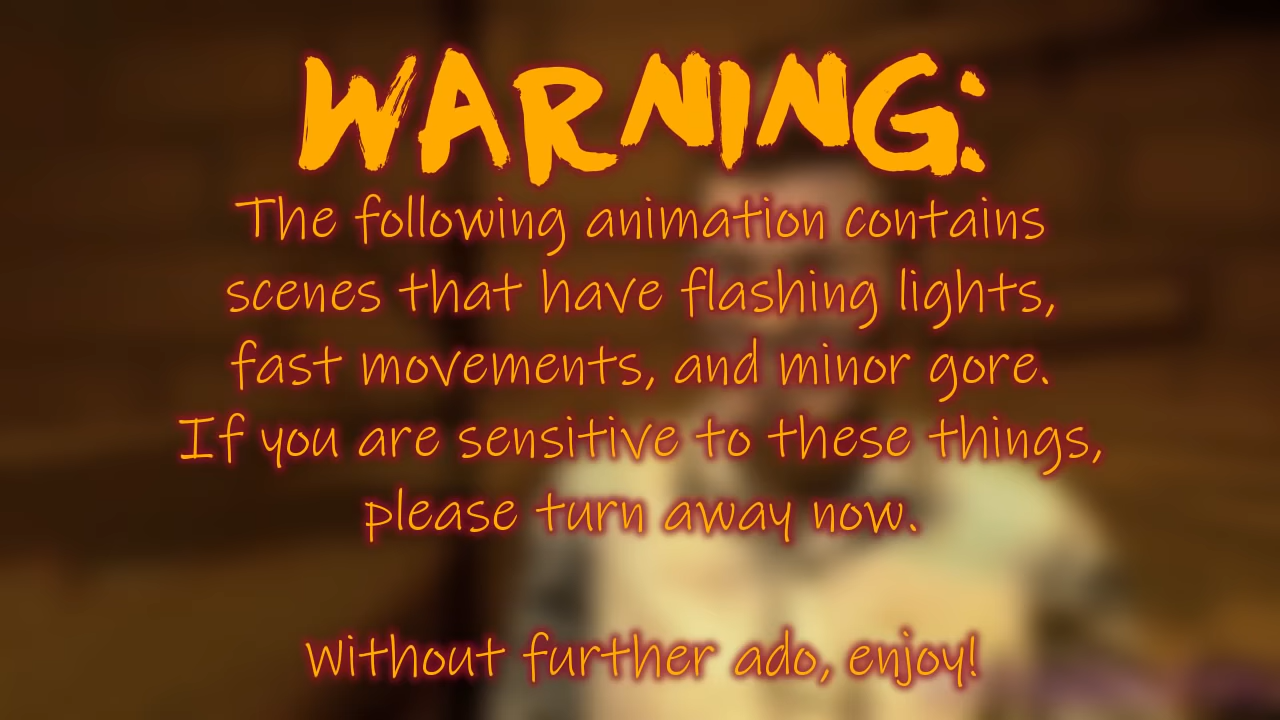 WARNING:
The following animation contains
scenes that have flashing lights,
fast movements, and minor gore.
If you are sensitive to these things,
please turn away now.
Without further ado, enjoy!